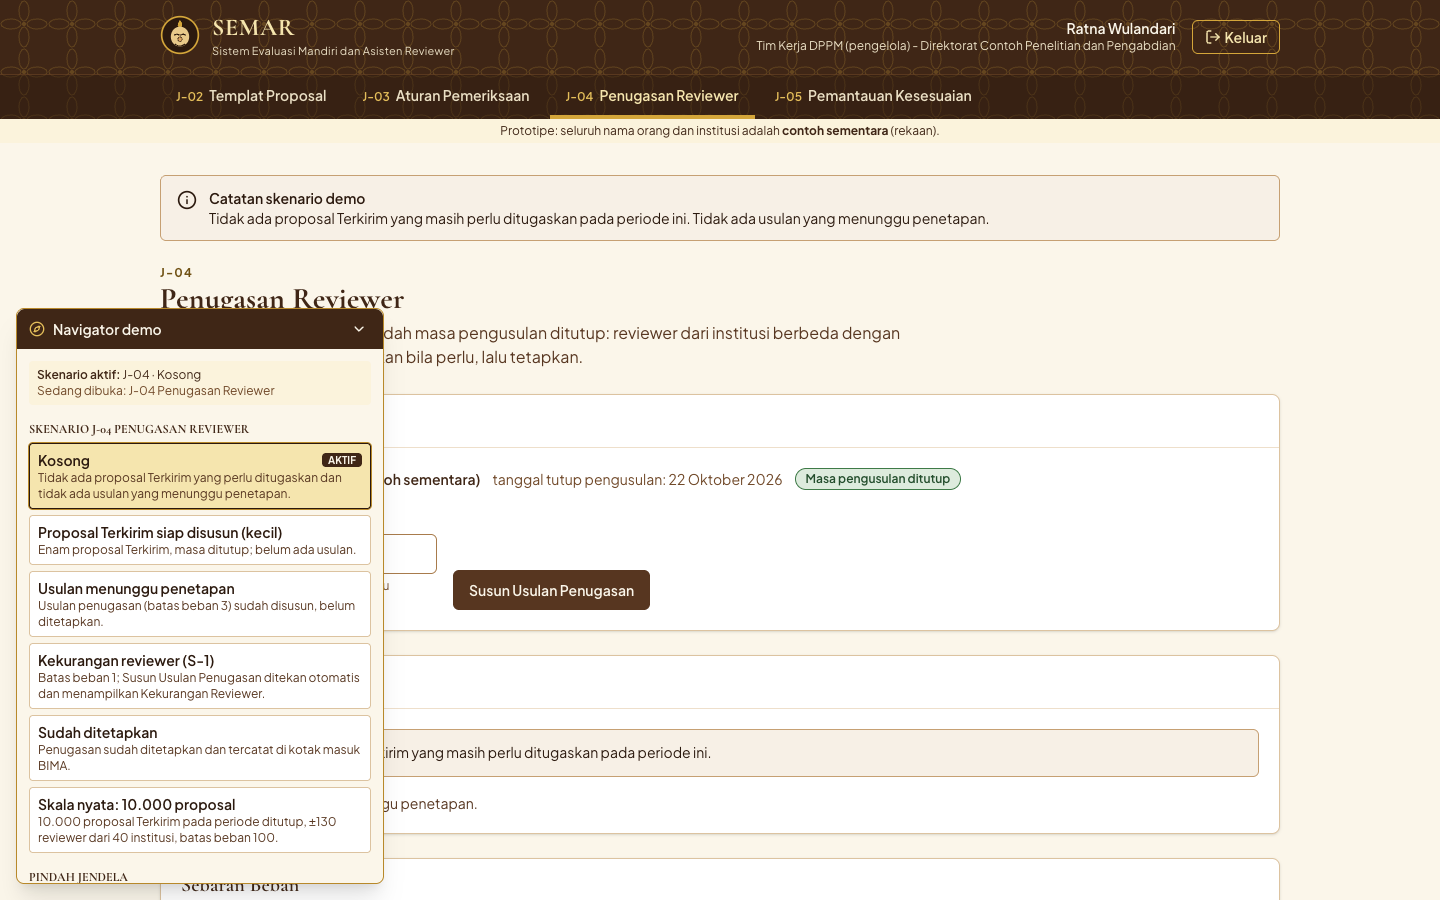 SEMAR
Sistem Evaluasi Mandiri dan Asisten Reviewer
Ratna Wulandari
Tim Kerja DPPM (pengelola) - Direktorat Contoh Penelitian dan Pengabdian
Keluar
J-02 Templat Proposal
J-03 Aturan Pemeriksaan
J-04 Penugasan Reviewer
J-05 Pemantauan Kesesuaian
Prototipe: seluruh nama orang dan institusi adalah contoh sementara (rekaan).
Catatan skenario demo
Tidak ada proposal Terkirim yang masih perlu ditugaskan pada periode ini. Tidak ada usulan yang menunggu penetapan.
J-04
Penugasan Reviewer
dah masa pengusulan ditutup: reviewer dari institusi berbeda dengan
an bila perlu, lalu tetapkan.
oh sementara) tanggal tutup pengusulan: 22 Oktober 2026 Masa pengusulan ditutup
Susun Usulan Penugasan
irim yang masih perlu ditugaskan pada periode ini.
gu penetapan.
Sebaran Beban
Navigator demo
Skenario aktif: J-04 · Kosong
Sedang dibuka: J-04 Penugasan Reviewer
SKENARIO J-04 PENUGASAN REVIEWER
Kosong
AKTIF
Tidak ada proposal Terkirim yang perlu ditugaskan dan
tidak ada usulan yang menunggu penetapan.
Proposal Terkirim siap disusun (kecil)
Enam proposal Terkirim, masa ditutup; belum ada usulan.
Usulan menunggu penetapan
Usulan penugasan (batas beban 3) sudah disusun, belum
ditetapkan.
Kekurangan reviewer (S-1)
Batas beban 1; Susun Usulan Penugasan ditekan otomatis
dan menampilkan Kekurangan Reviewer.
Sudah ditetapkan
Penugasan sudah ditetapkan dan tercatat di kotak masuk
BIMA.
Skala nyata: 10.000 proposal
10.000 proposal Terkirim pada periode ditutup, ±130
reviewer dari 40 institusi, batas beban 100.
PINDAH JENDELA